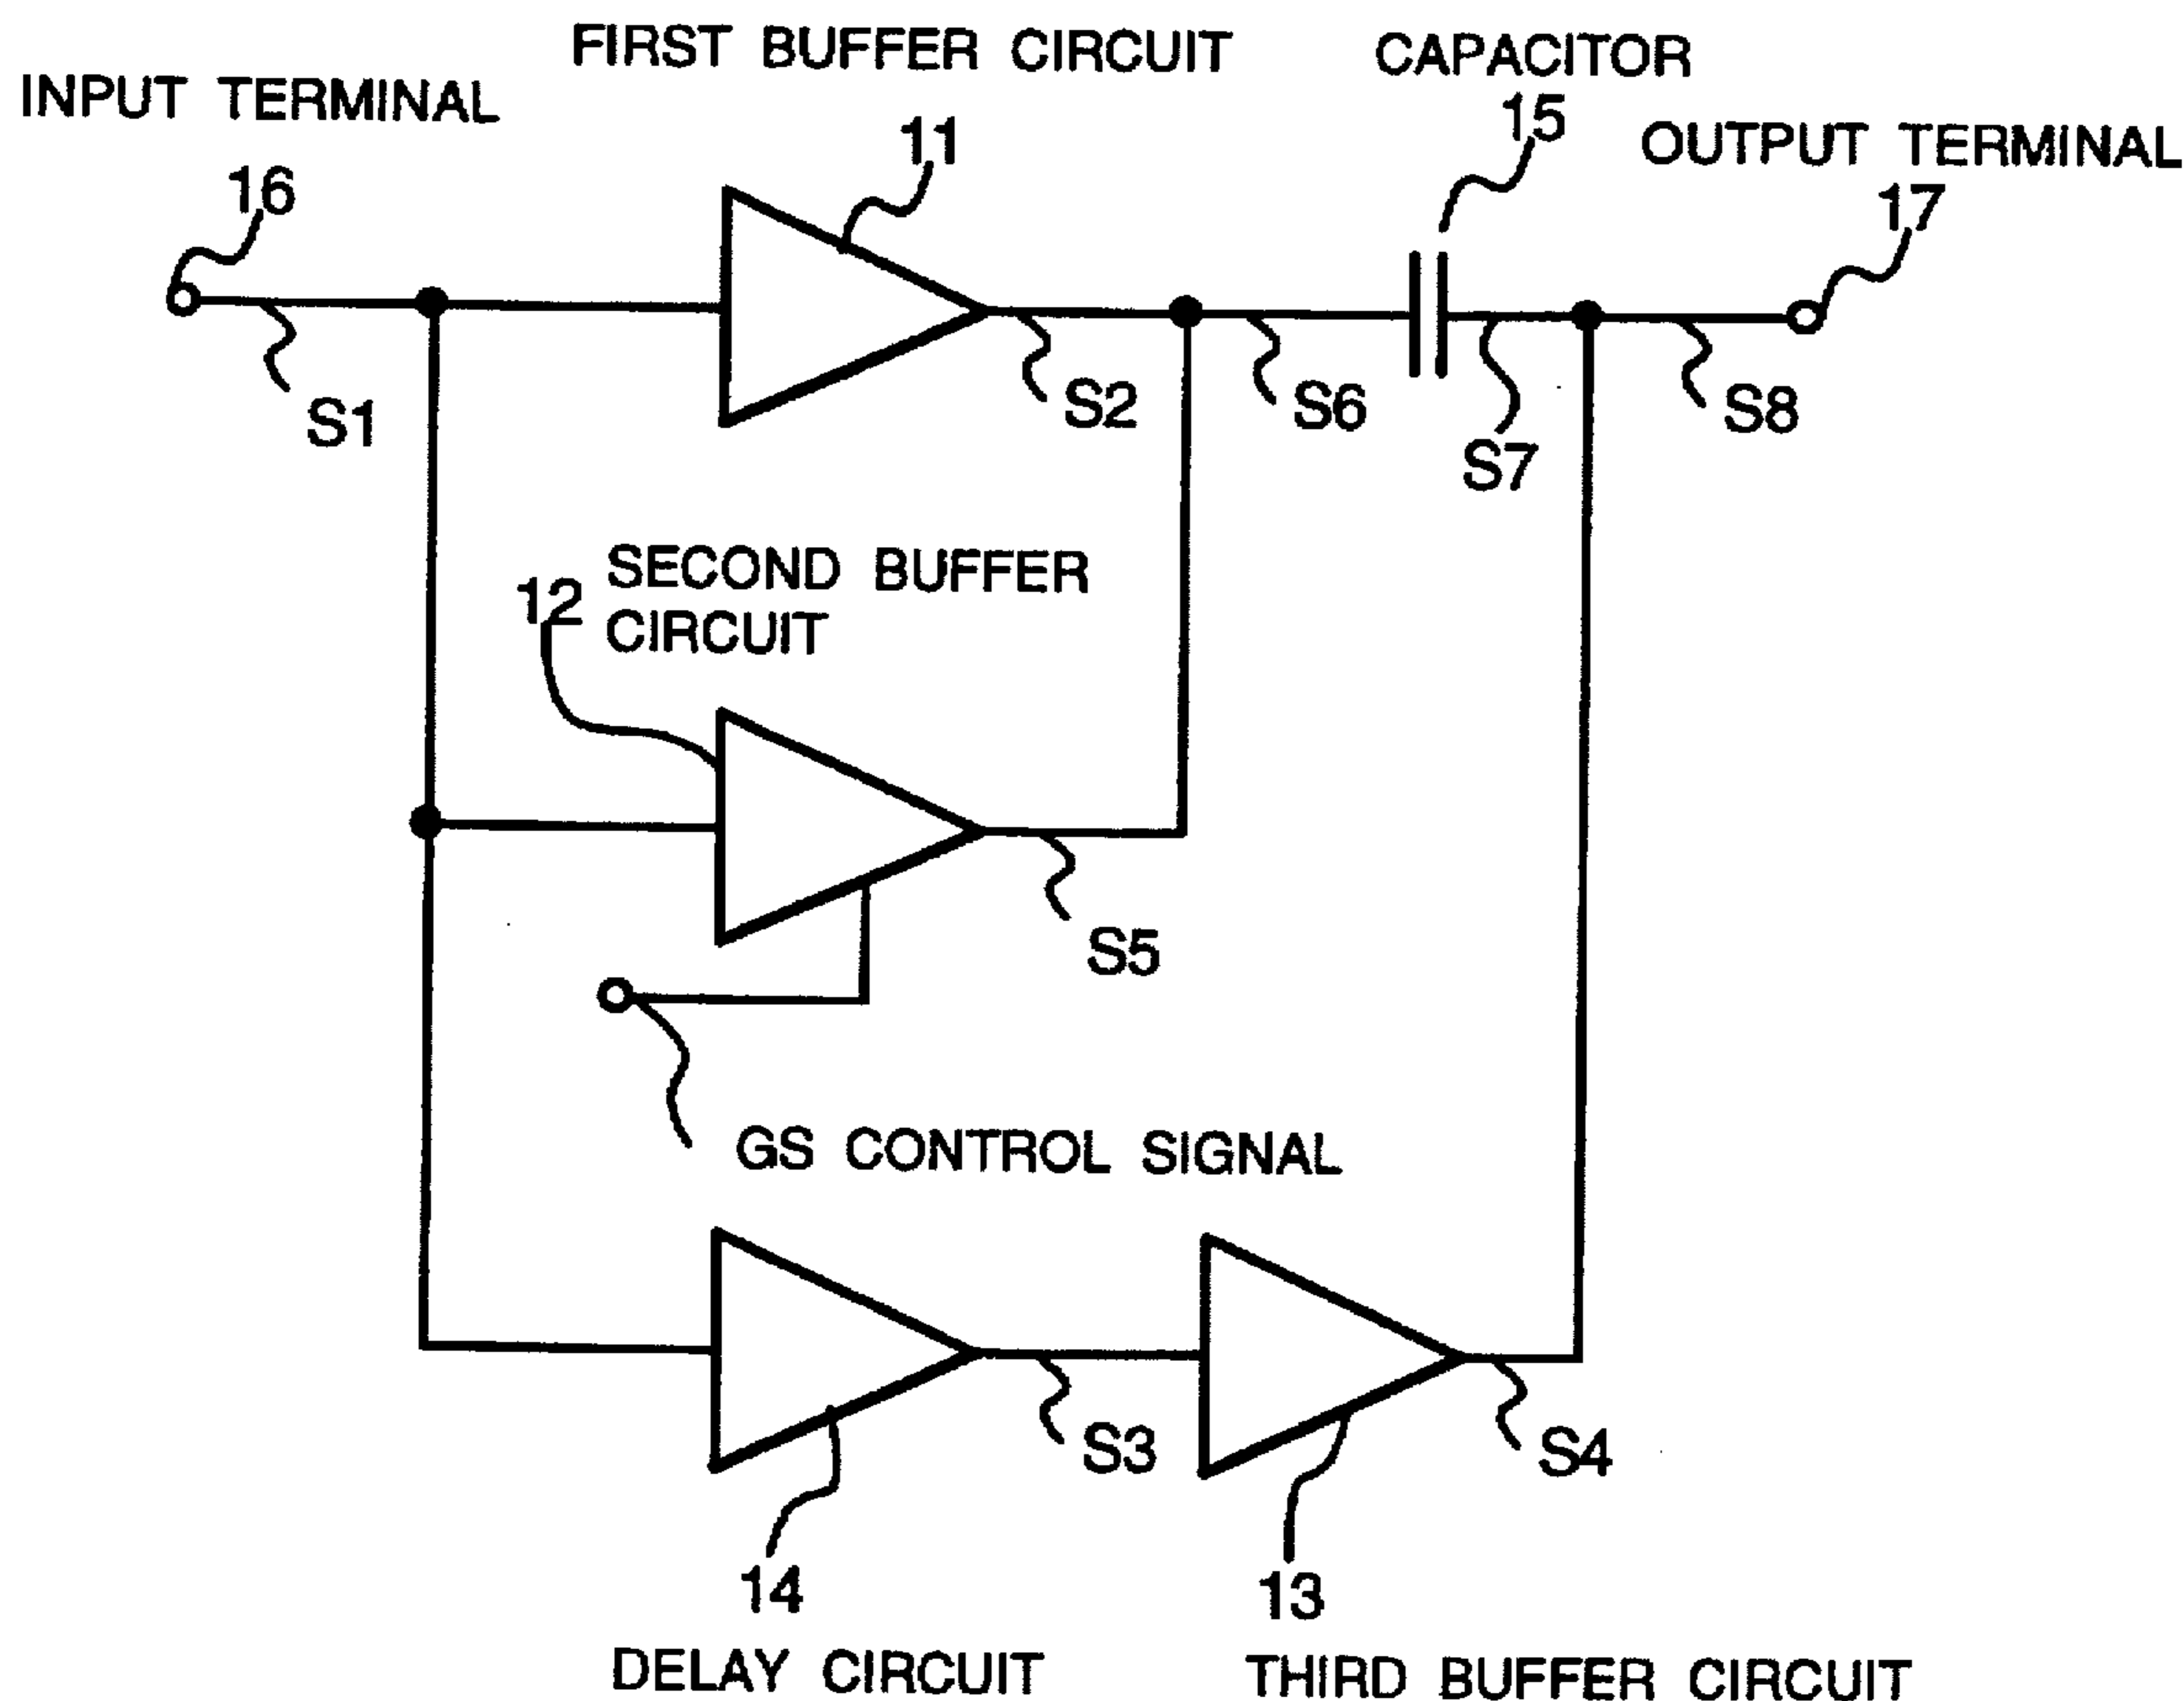 FIRST BUFFER CIRCUIT
CAPACITOR
INPUT TERMINAL
15
11
OUTPUT TERMINAL
16
17
S1
S2
S6
S8
S7
12
SECOND BUFFER
CIRCUIT
S5
GS CONTROL SIGNAL
S3
S4
14
13
DELAY CIRCUIT
THIRD BUFFER CIRCUIT